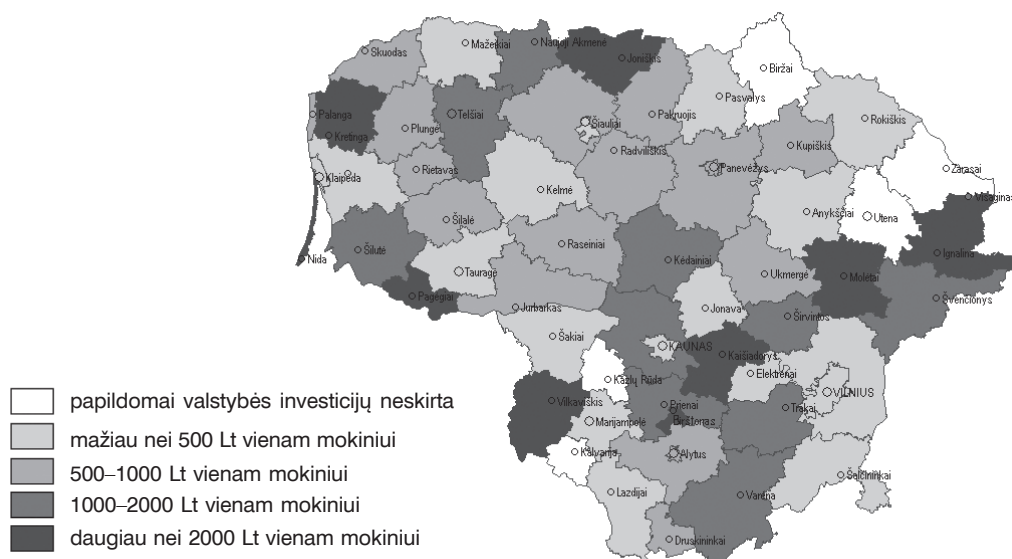 Skuodas
Mažeikiai
Naujoji Akmenė
Joniškis
Biržai
Pasvalys
Palanga
Kretinga
Plungė
Telšiai
Šiauliai
Pakruojis
Rokiškis
Radviliškis
Kupiškis
Rietavas
Panevėžys
Zarasai
Klaipėda
Kelmė
Visaginas
Šilalė
Anykščiai
Utena
Raseiniai
Šilutė
Nida
Kėdainiai
Ignalina
Tauragė
Ukmergė
Molėtai
Pagėgiai
Jurbarkas
Jonava
Širvintos
Švenčionys
Šakiai
KAUNAS
Kaišiadorys
Elektrėnai
Kazlų Rūda
VILNIUS
Vilkaviškis
Prienai
Trakai
Marijampolė
Birštonas
Kalvarija
Alytus
Šalčininkai
Lazdijai
Varėna
Druskininkai
papildomai valstybės investicijų neskirta
mažiau nei 500 Lt vienam mokiniui
500–1000 Lt vienam mokiniui
1000–2000 Lt vienam mokiniui
daugiau nei 2000 Lt vienam mokiniui